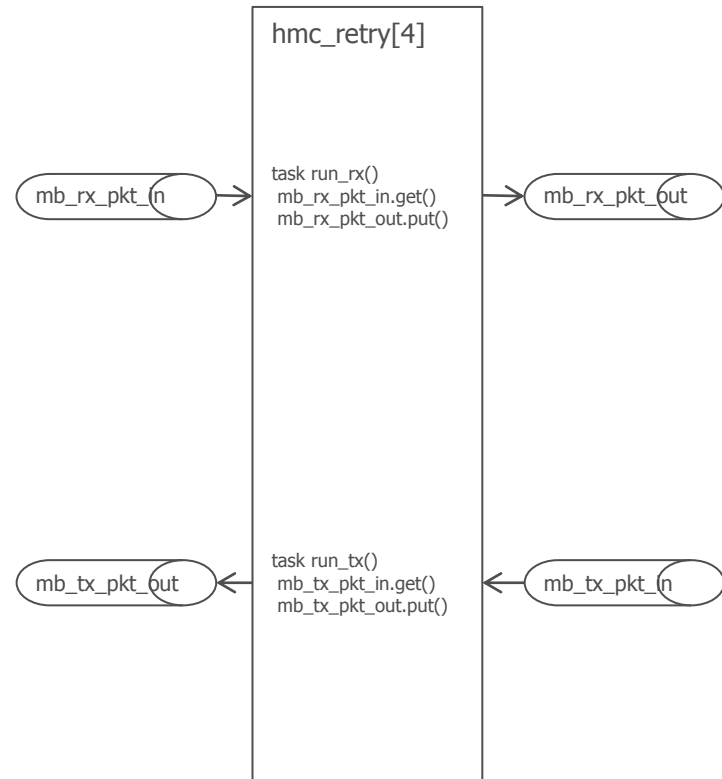 hmc_retry[4]
task run_rx()
mb_rx_pkt_in.get()
mb_rx_pkt_out.put()
mb_rx_pkt_in
mb_rx_pkt_out
task run_tx()
mb_tx_pkt_in.get()
mb_tx_pkt_out.put()
mb_tx_pkt_out
mb_tx_pkt_in